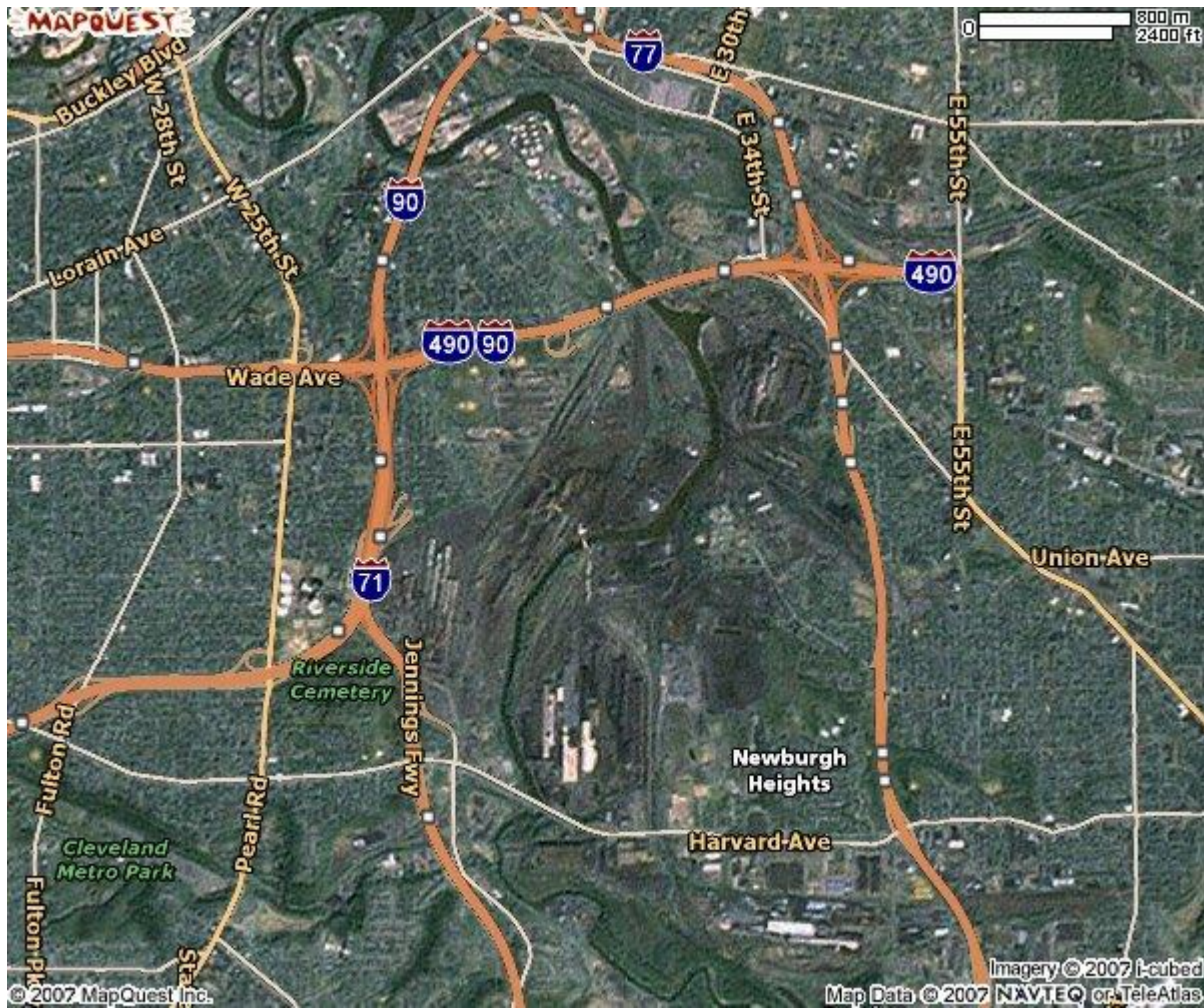 MAPQUEST
0
800 m
2400 ft
77
E 30th
Buckley Blvd
W 28th St
E 34th St
E 55th St
W 25th St
90
Lorain Ave
490
490
90
Wade Ave
E 55th St
Union Ave
71
Riverside
Cemetery
Jennings Fwy
Newburgh
Heights
Fulton Rd
Pearl Rd
Harvard Ave
Cleveland
Metro Park
Fulton Pk
Sta
Imagery © 2007 i-cubed
© 2007 MapQuest Inc.
Map Data © 2007 NAVTEQ or TeleAtlas